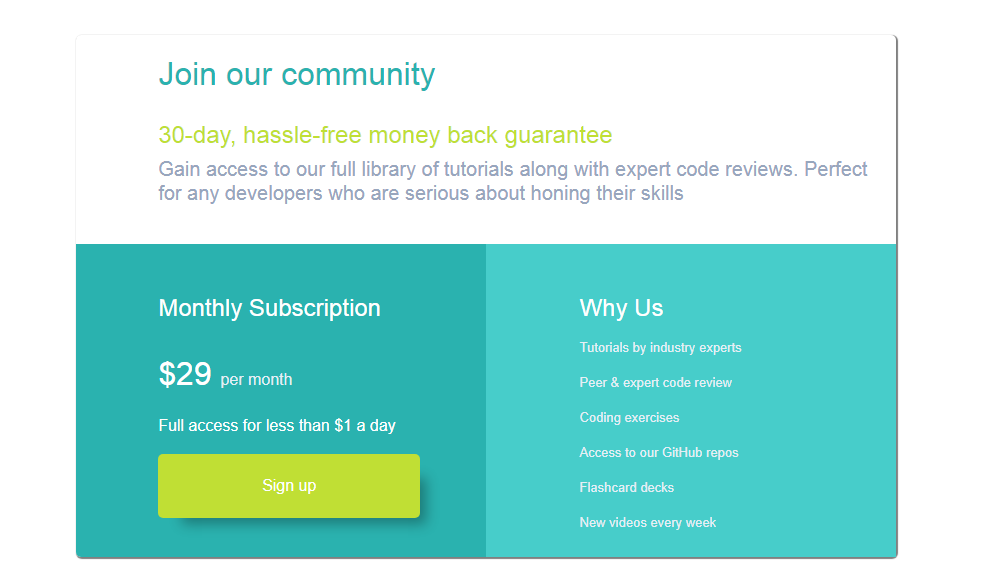 Join our community
30-day, hassle-free money back guarantee
Gain access to our full library of tutorials along with expert code reviews. Perfect
for any developers who are serious about honing their skills
Monthly Subscription
$29 per month
Full access for less than $1 a day
Sign up
Why Us
Tutorials by industry experts
Peer & expert code review
Coding exercises
Access to our GitHub repos
Flashcard decks
New videos every week